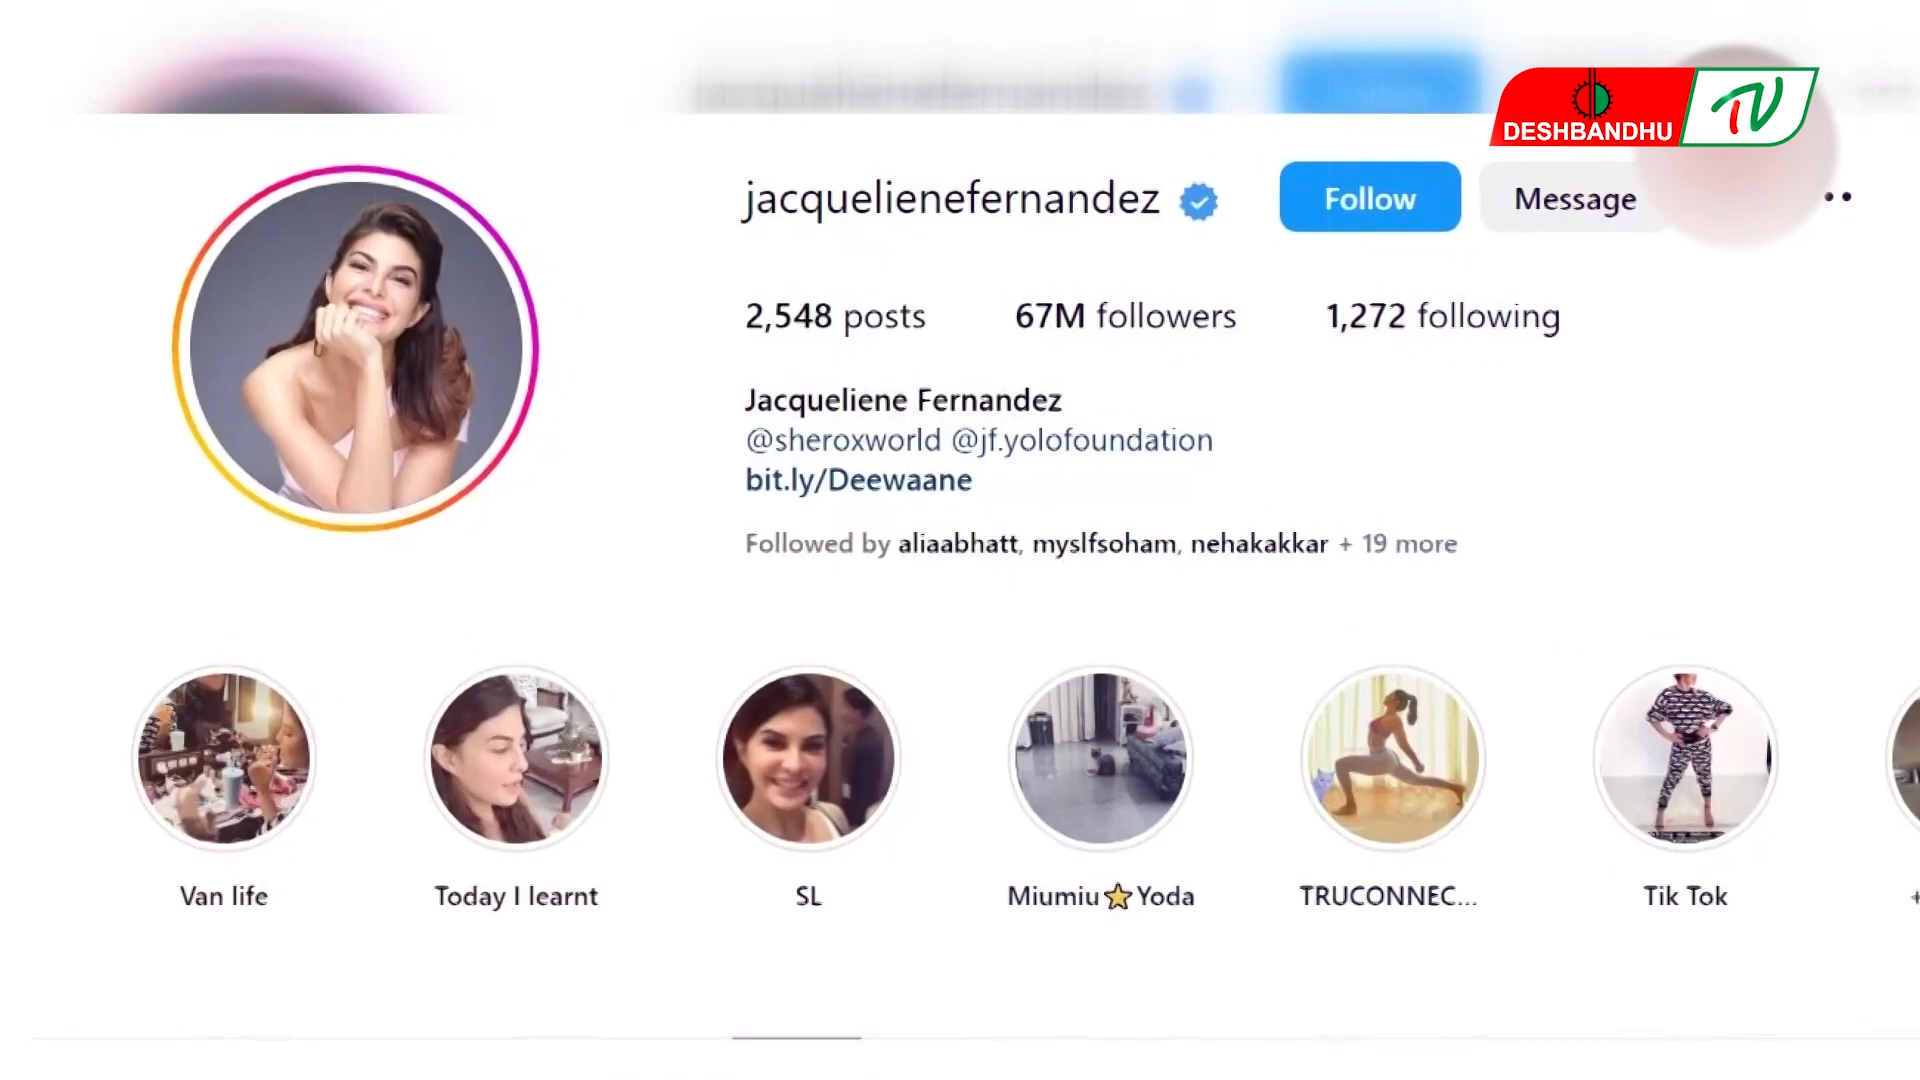 DESHBANDHU TV
jacquelienefernandez Follow Message
2,548 posts 67M followers 1,272 following
Jacqueliene Fernandez
@sheroxworld @jf.yolofoundation
bit.ly/Deewaane
Followed by aliaabhatt, myslfsoham, nehakakkar + 19 more
Van life Today I learnt SL Miumiu⭐Yoda TRUCONNEC... Tik Tok